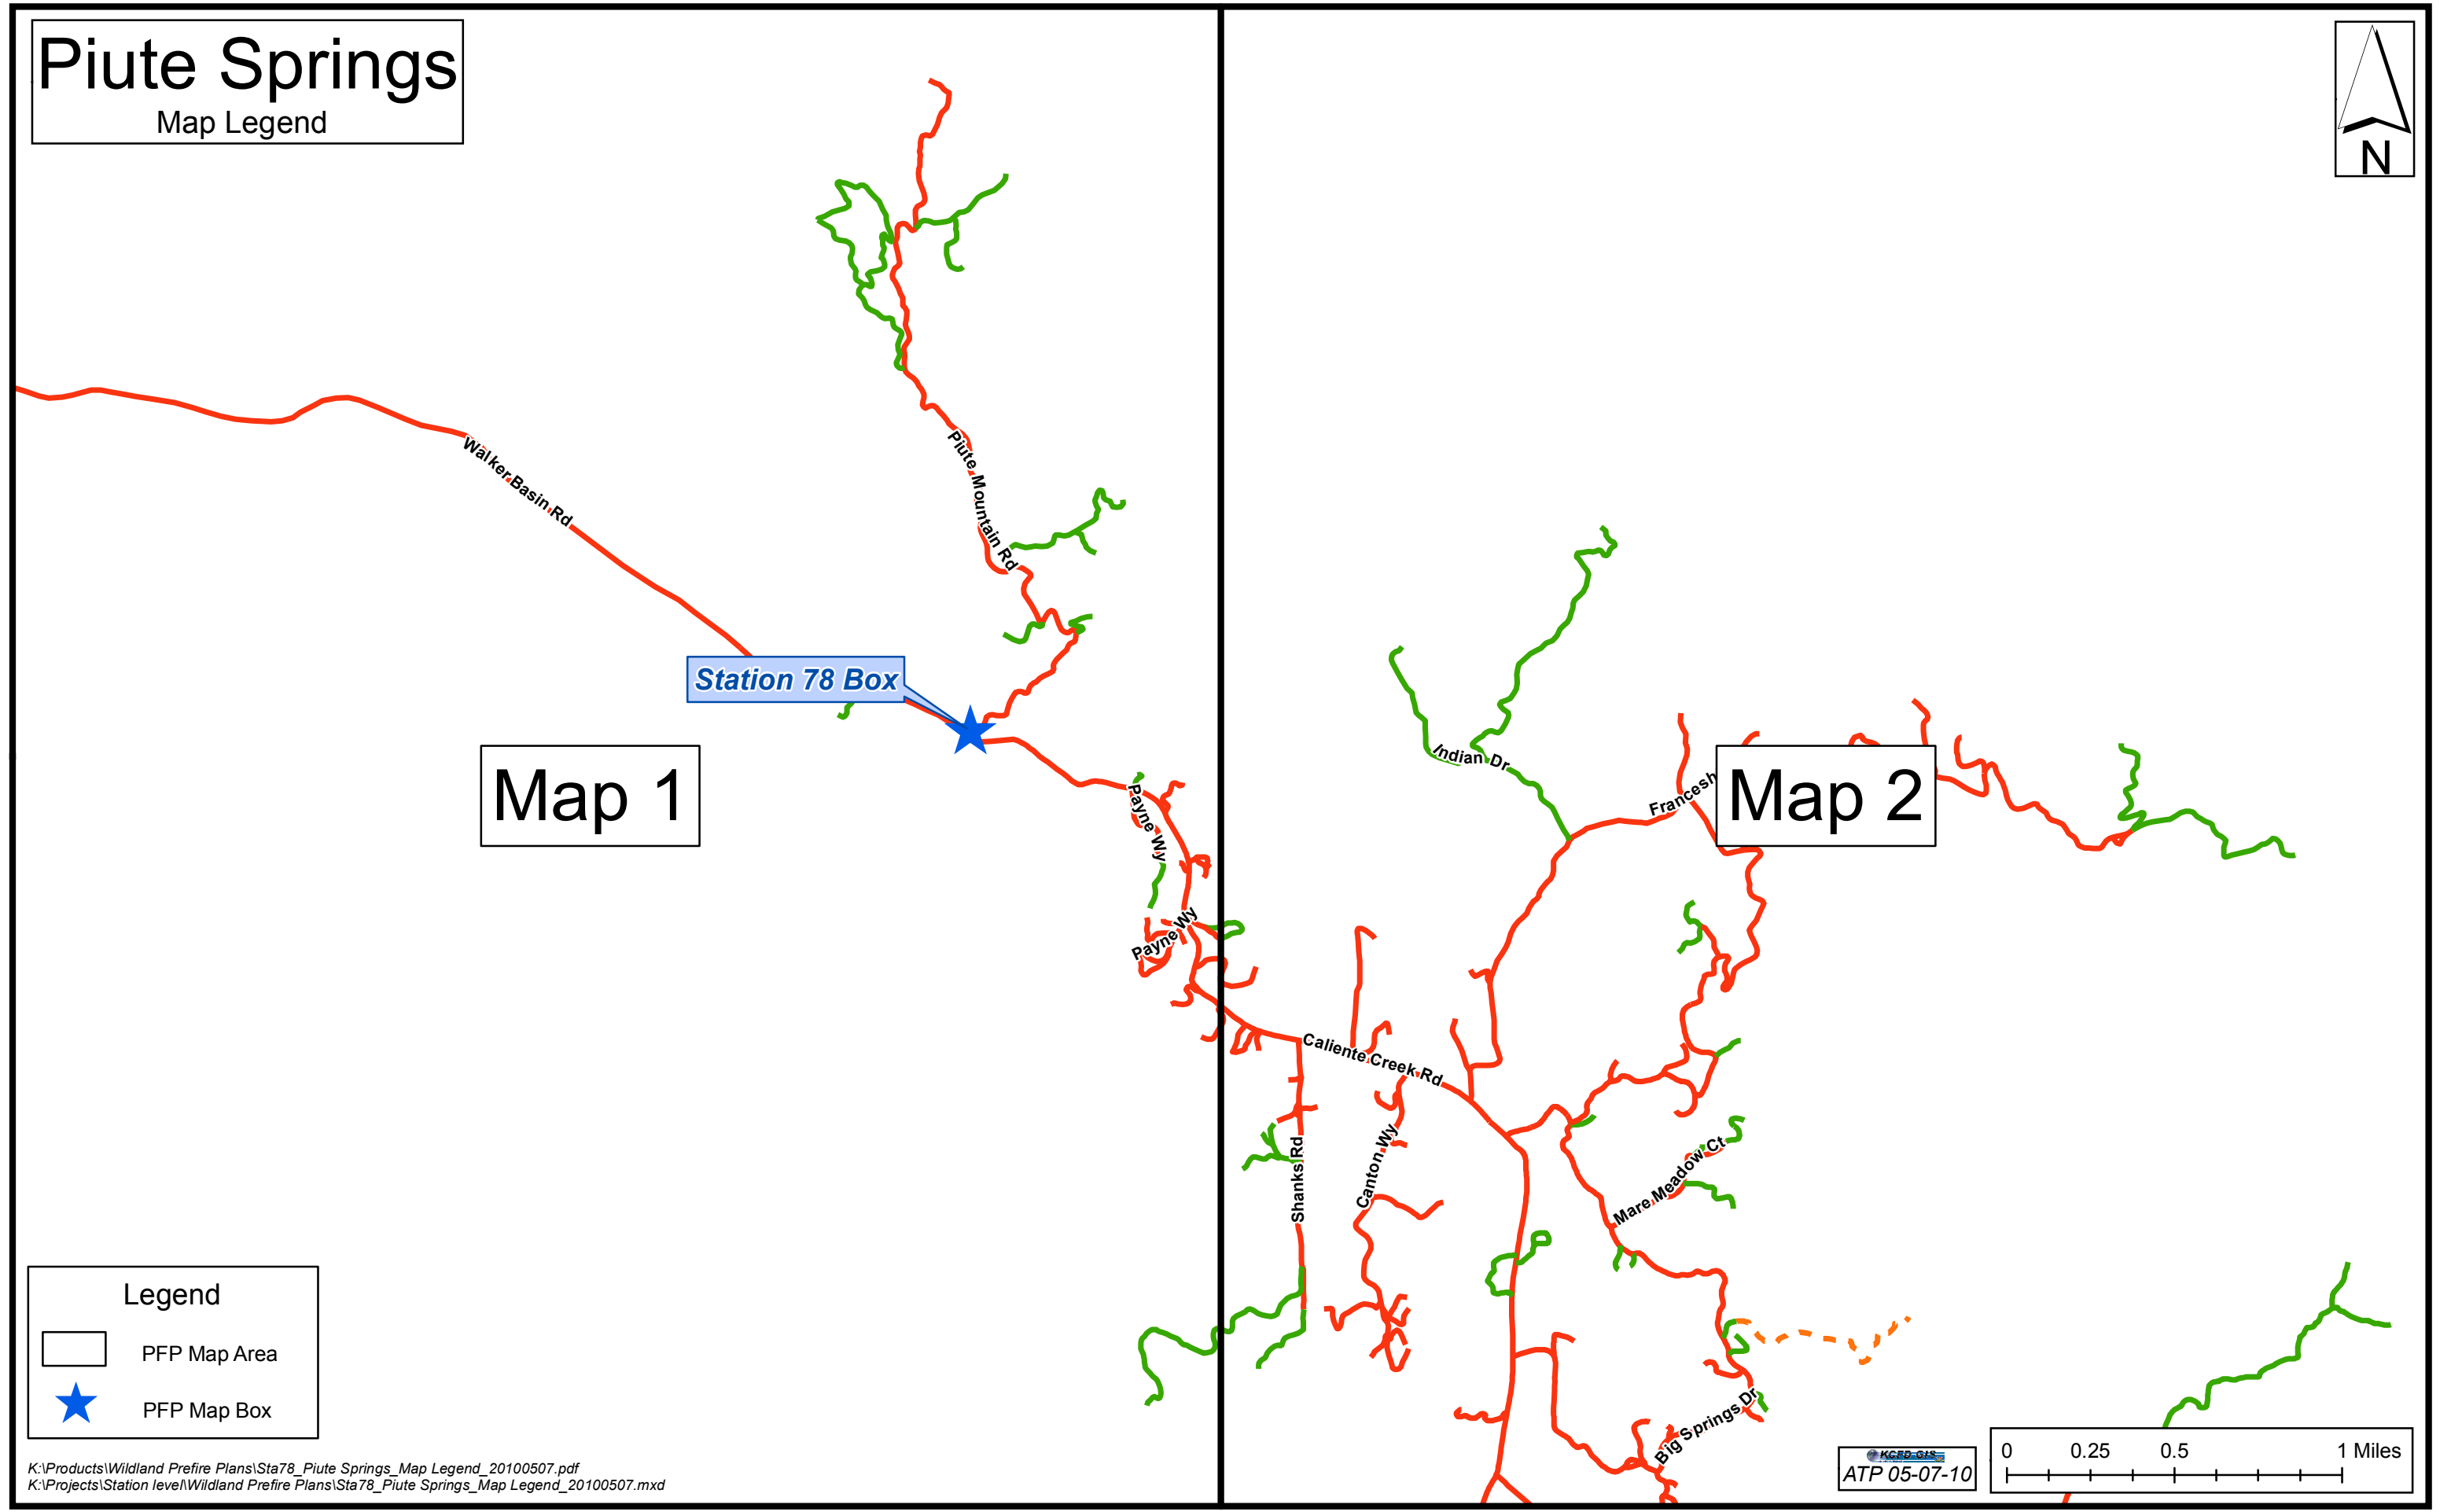 Piute Springs
Map Legend
N
Walker Basin Rd
Piute Mountain Rd
Station 78 Box
Map 1
Payne Wy
Payne Wy
Indian Dr
Francesh
Map 2
Caliente Creek Rd
Shanks Rd
Canton Wy
Mare Meadow Ct
Big Springs Dr
Legend
PFP Map Area
PFP Map Box
K:\Products\Wildland Prefire Plans\Sta78_Piute Springs_Map Legend_20100507.pdf
K:\Projects\Station level\Wildland Prefire Plans\Sta78_Piute Springs_Map Legend_20100507.mxd
KCFD GIS
ATP 05-07-10
0 0.25 0.5 1 Miles